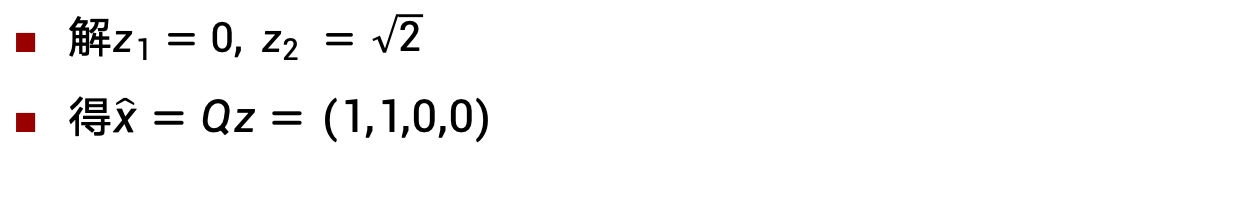 解z₁ = 0, z₂ = √2
得x̂ = Qz = (1,1,0,0)